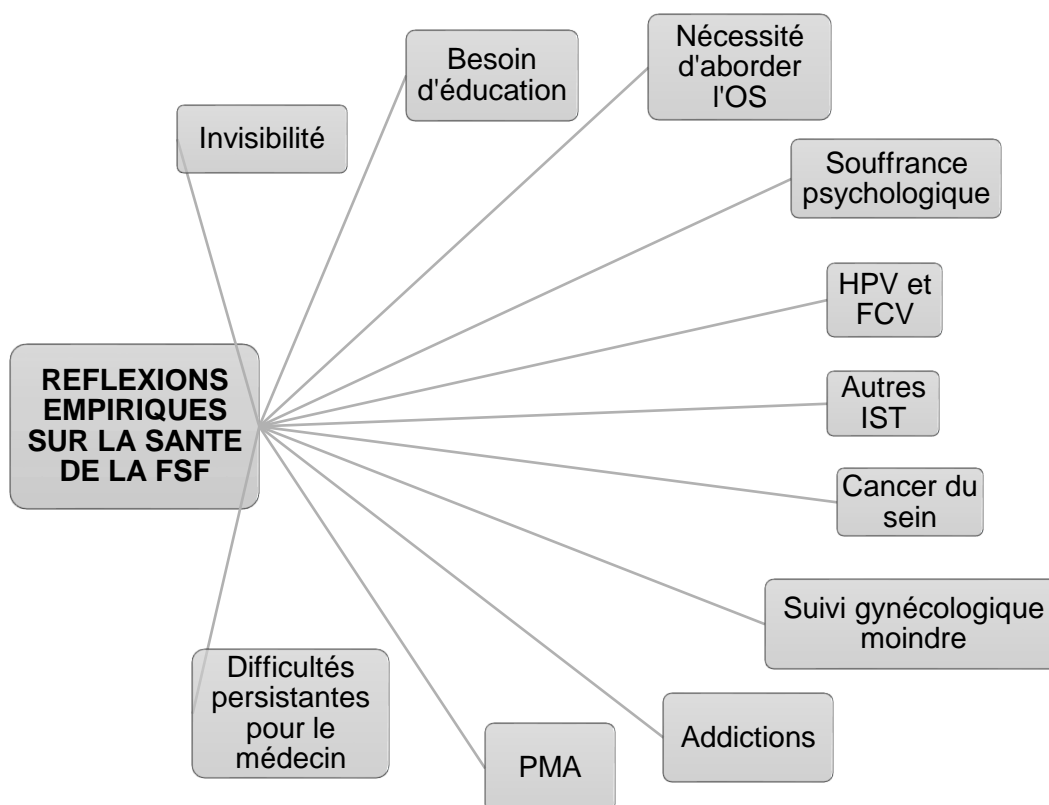 Nécessité
d'aborder
l'OS
Besoin
d'éducation
Invisibilité
Souffrance
psychologique
HPV et
FCV
REFLEXIONS
EMPIRIQUES
SUR LA SANTE
DE LA FSF
Autres
IST
Cancer du
sein
Suivi gynécologique
moindre
Difficultés
persistantes
pour le
médecin
Addictions
PMA